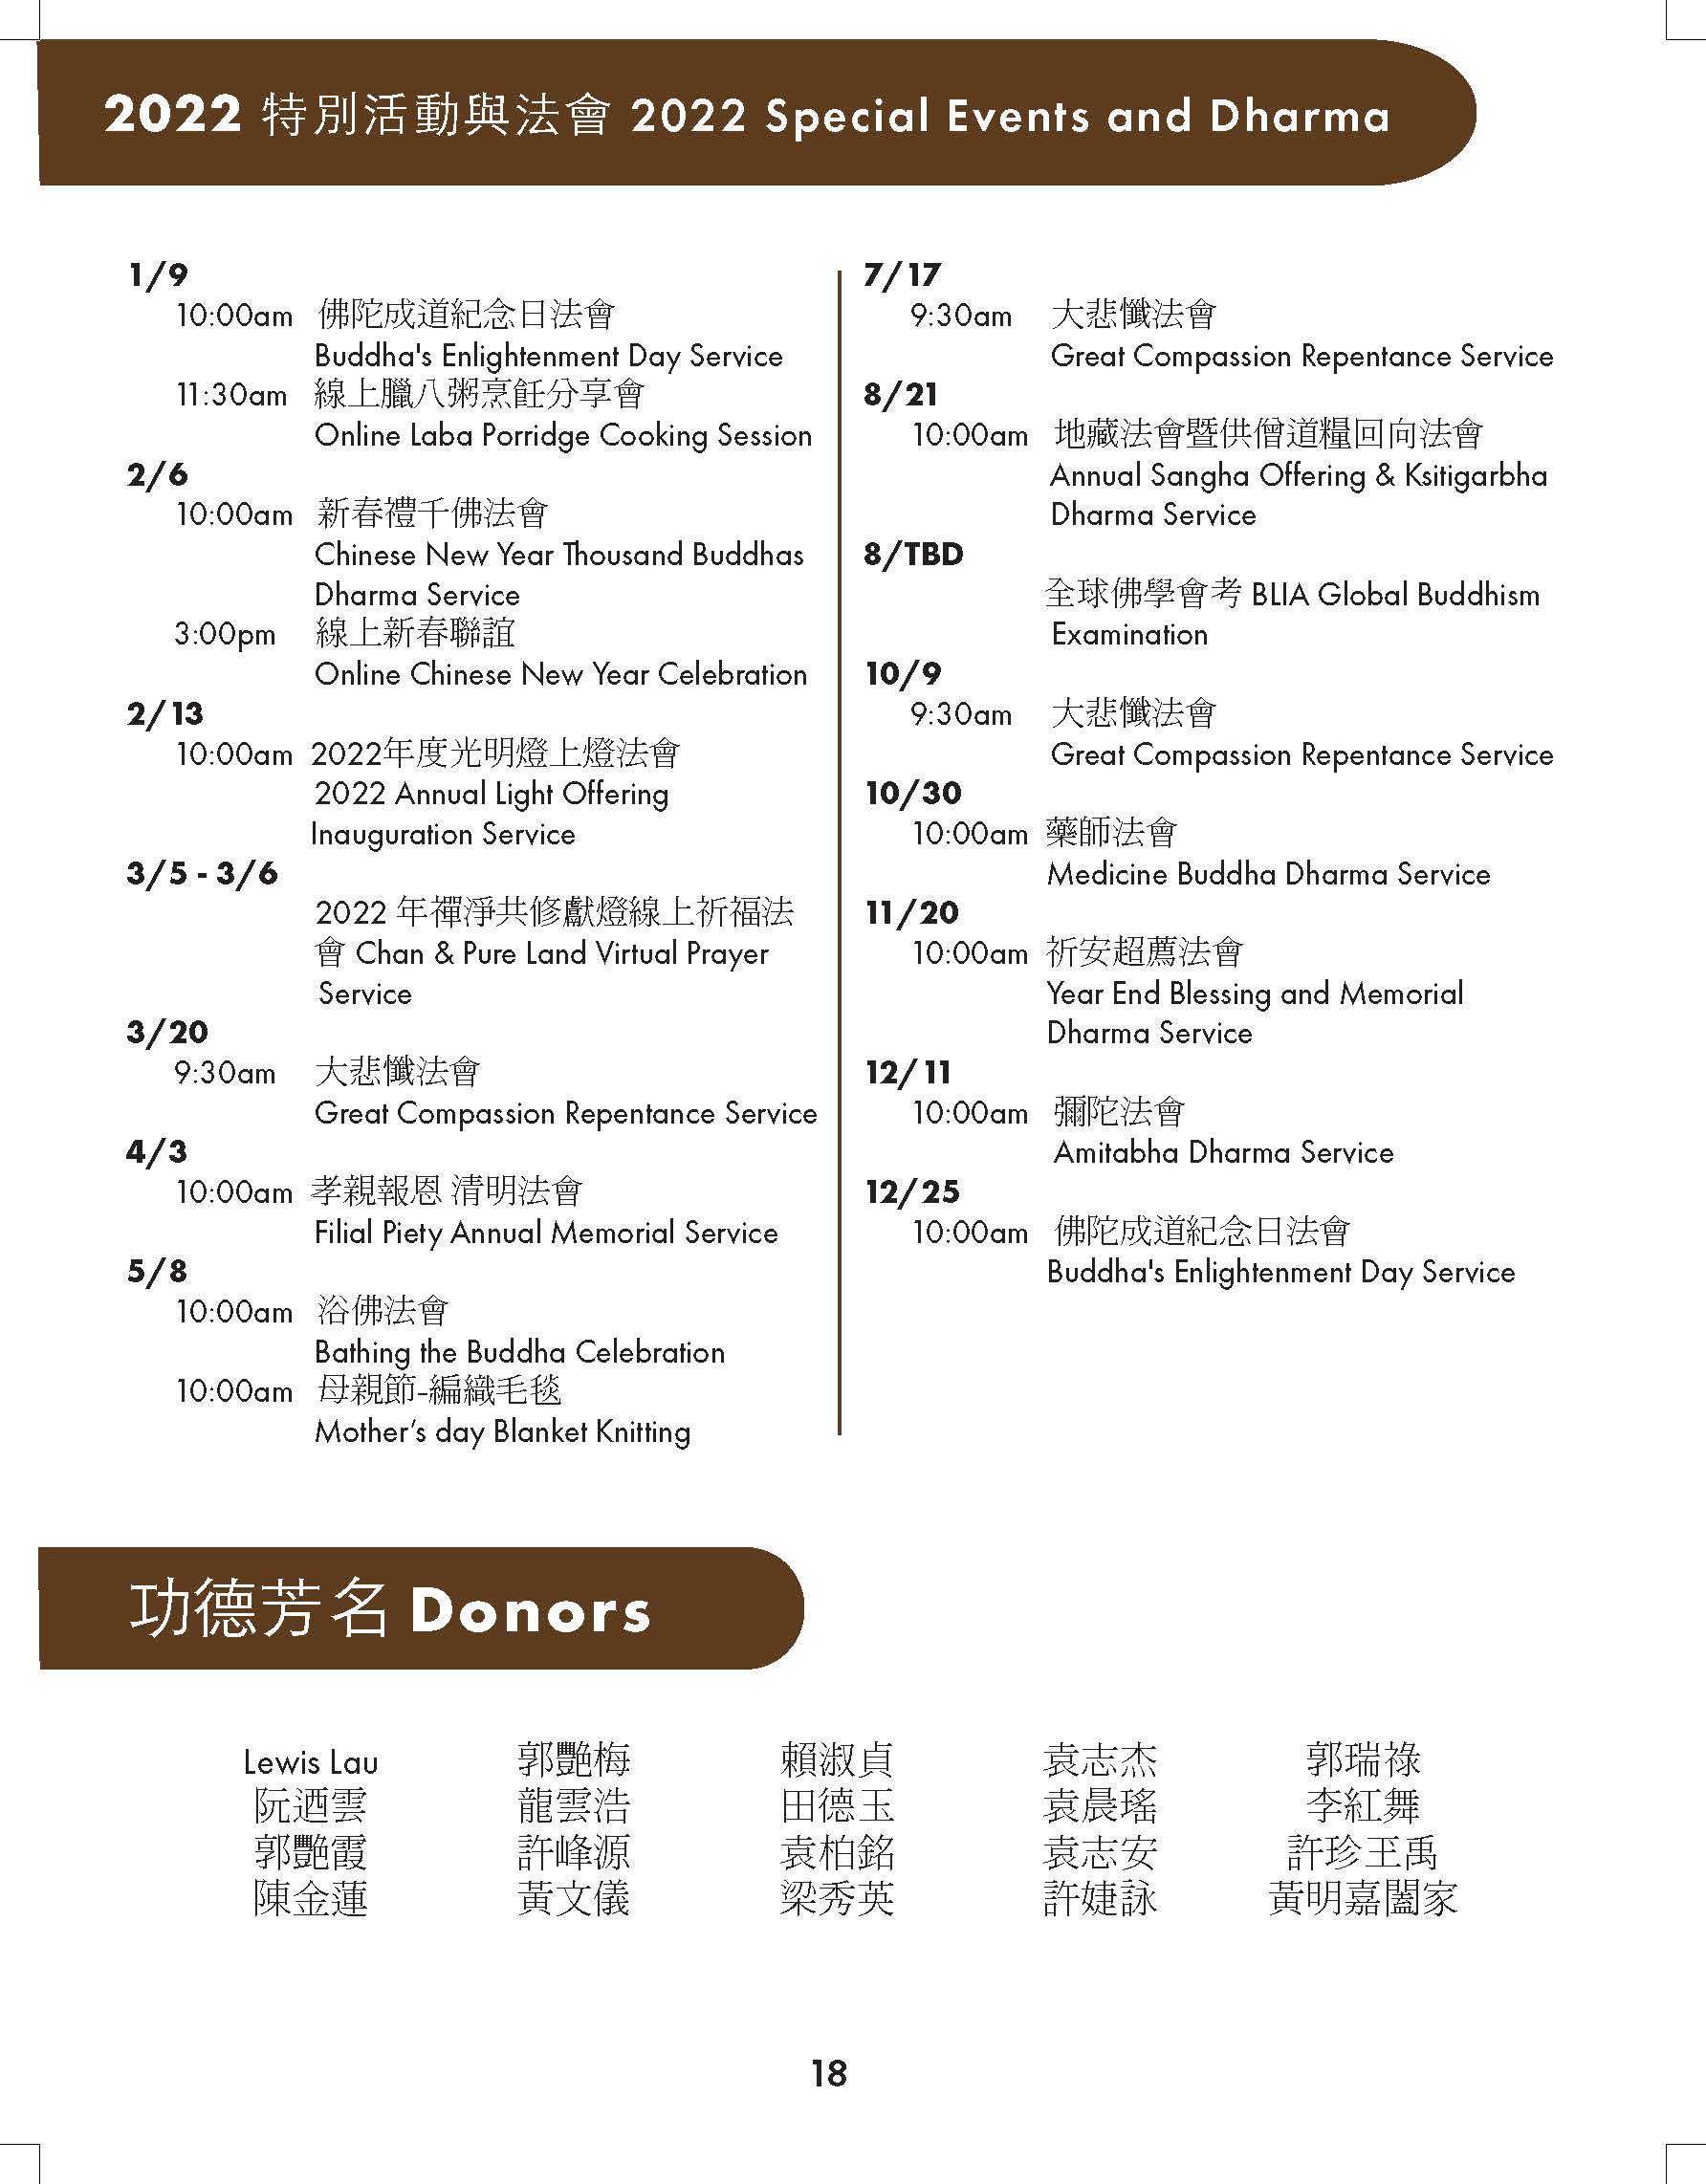 2022 特別活動與法會 2022 Special Events and Dharma
1/9
10:00am 佛陀成道紀念日法會
Buddha's Enlightenment Day Service
11:30am 線上臘八粥烹飪分享會
Online Laba Porridge Cooking Session
2/6
10:00am 新春禮千佛法會
Chinese New Year Thousand Buddhas
Dharma Service
3:00pm 線上新春聯誼
Online Chinese New Year Celebration
2/13
10:00am 2022年度光明燈上燈法會
2022 Annual Light Offering
Inauguration Service
3/5 - 3/6
2022 年禪淨共修獻燈線上祈福法
會 Chan & Pure Land Virtual Prayer
Service
3/20
9:30am 大悲懺法會
Great Compassion Repentance Service
4/3
10:00am 孝親報恩 清明法會
Filial Piety Annual Memorial Service
5/8
10:00am 浴佛法會
Bathing the Buddha Celebration
10:00am 母親節-編織毛毯
Mother’s day Blanket Knitting
7/17
9:30am 大悲懺法會
Great Compassion Repentance Service
8/21
10:00am 地藏法會暨供僧道糧回向法會
Annual Sangha Offering & Ksitigarbha
Dharma Service
8/TBD
全球佛學會考 BLIA Global Buddhism
Examination
10/9
9:30am 大悲懺法會
Great Compassion Repentance Service
10/30
10:00am 藥師法會
Medicine Buddha Dharma Service
11/20
10:00am 祈安超薦法會
Year End Blessing and Memorial
Dharma Service
12/11
10:00am 彌陀法會
Amitabha Dharma Service
12/25
10:00am 佛陀成道紀念日法會
Buddha's Enlightenment Day Service
功德芳名 Donors
Lewis Lau 郭艷梅 賴淑貞 袁志杰 郭瑞祿
阮迺雲 龍雲浩 田德玉 袁晨瑤 李紅舞
郭艷霞 許峰源 袁柏銘 袁志安 許珍王禹
陳金蓮 黃文儀 梁秀英 許婕詠 黃明嘉闔家
18